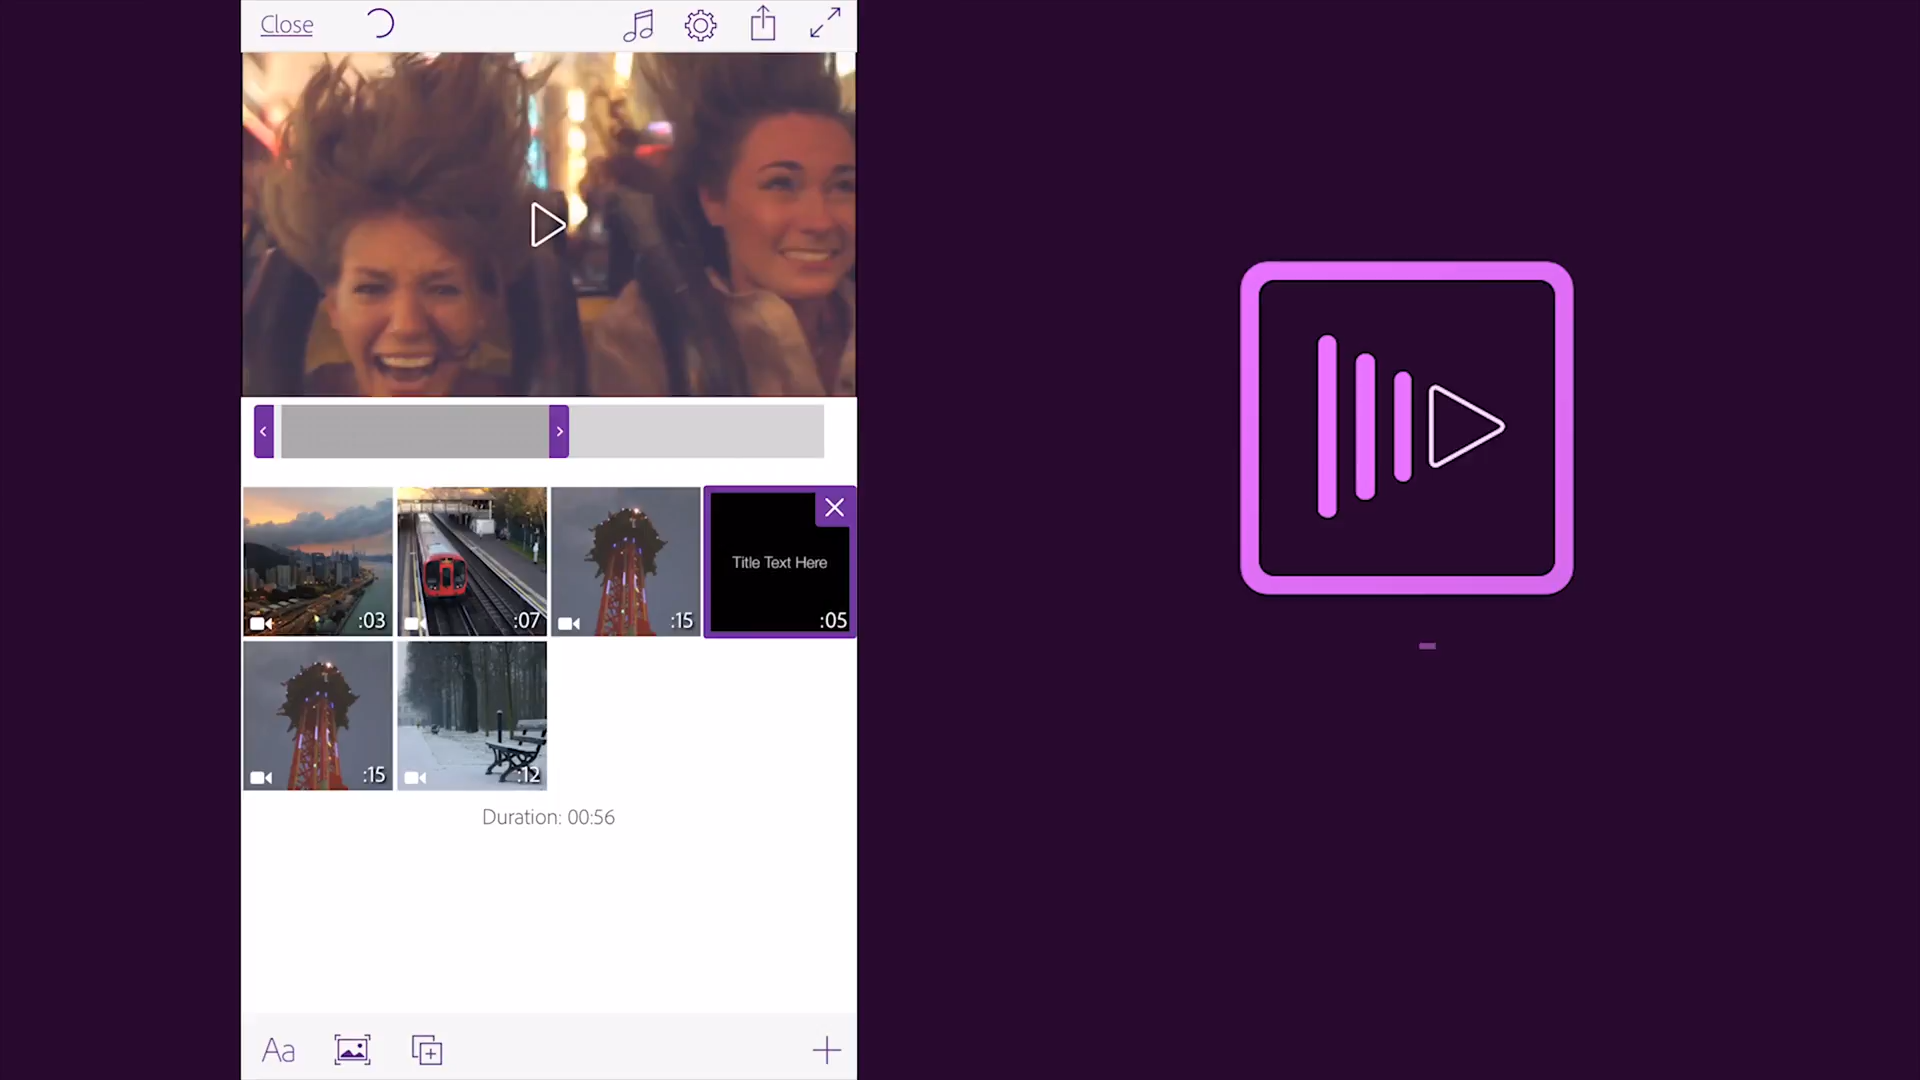 Close
:03
:07
:15
Title Text Here
:05
:15
:12
Duration: 00:56
Aa